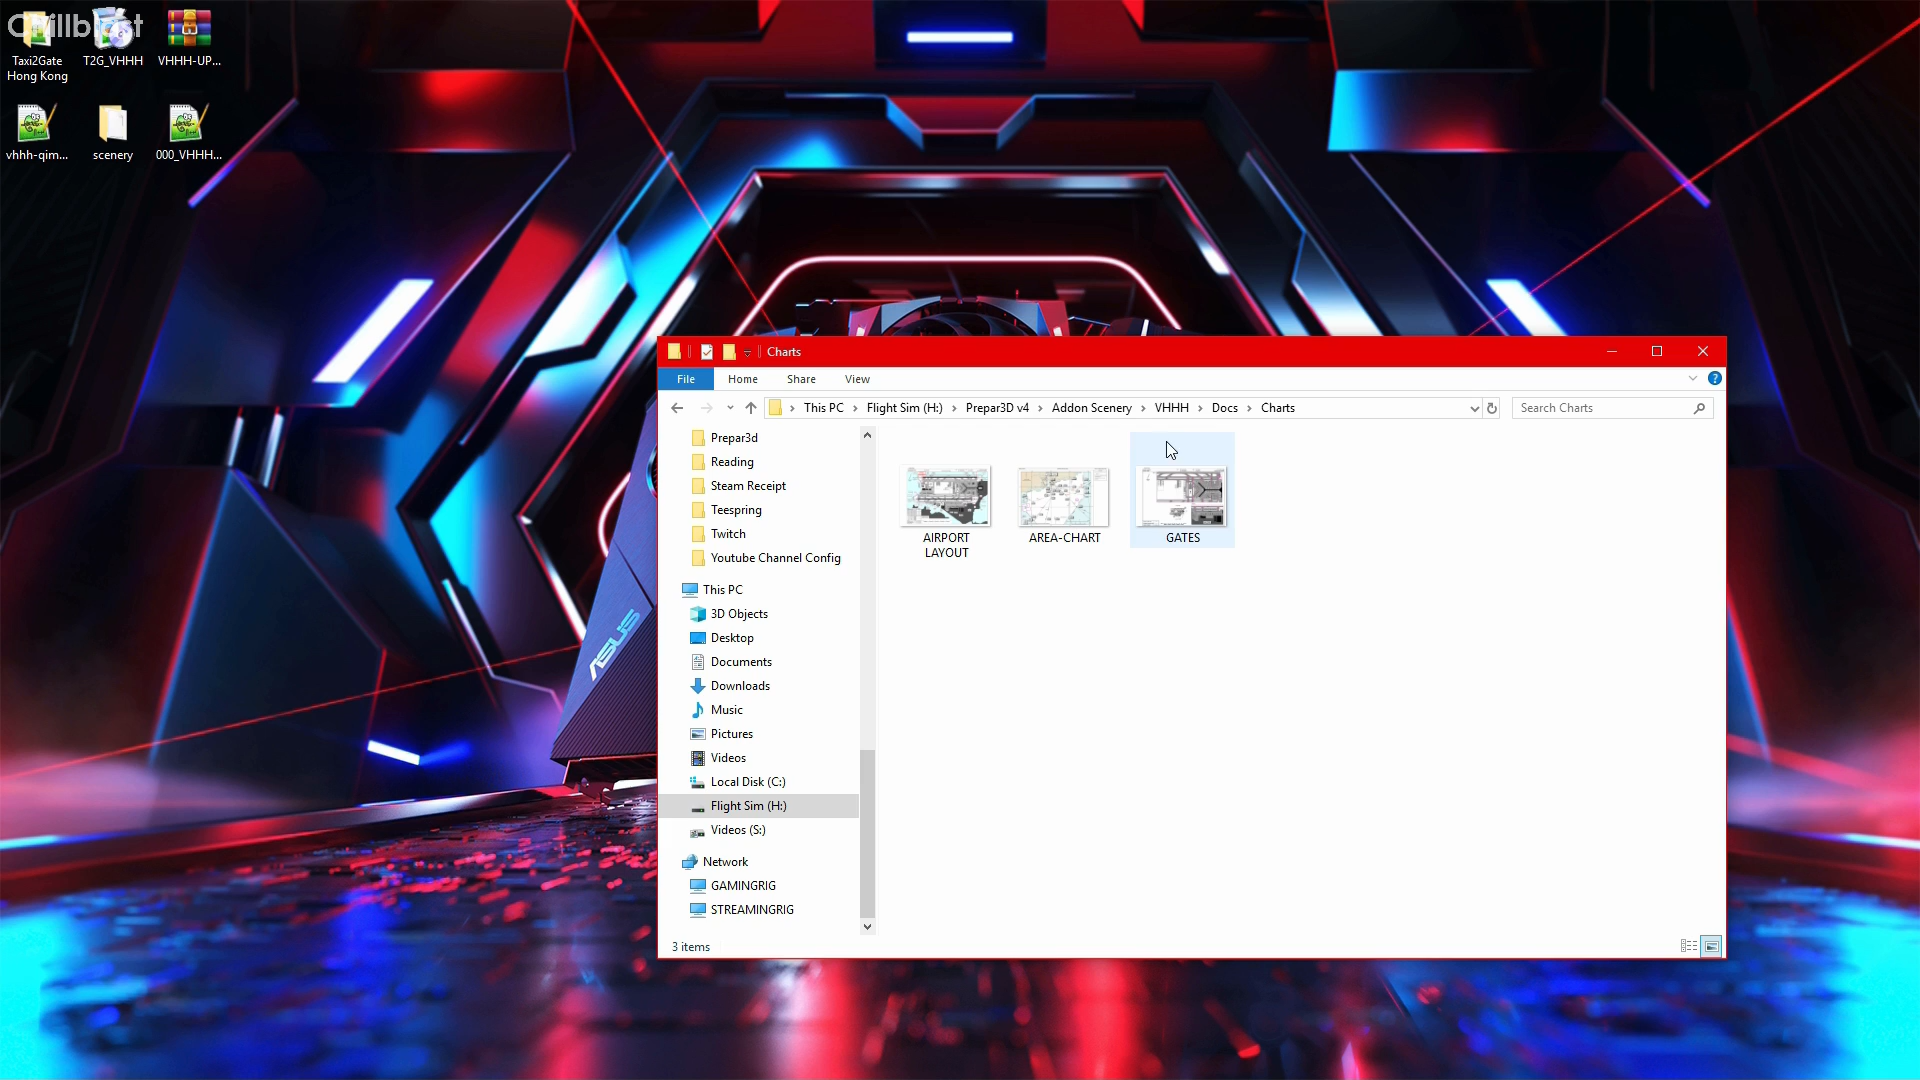 Chillblast
Taxi2Gate
Hong Kong
T2G_VHHH
VHHH-UP...
vhhh-qim...
scenery
000_VHHH...
ASUS
Charts
File
Home
Share
View
This PC
Flight Sim (H:)
Prepar3D v4
Addon Scenery
VHHH
Docs
Charts
Search Charts
Prepar3d
Reading
Steam Receipt
Teespring
Twitch
Youtube Channel Config
This PC
3D Objects
Desktop
Documents
Downloads
Music
Pictures
Videos
Local Disk (C:)
Flight Sim (H:)
Videos (S:)
Network
GAMINGRIG
STREAMINGRIG
AIRPORT
LAYOUT
AREA-CHART
GATES
3 items